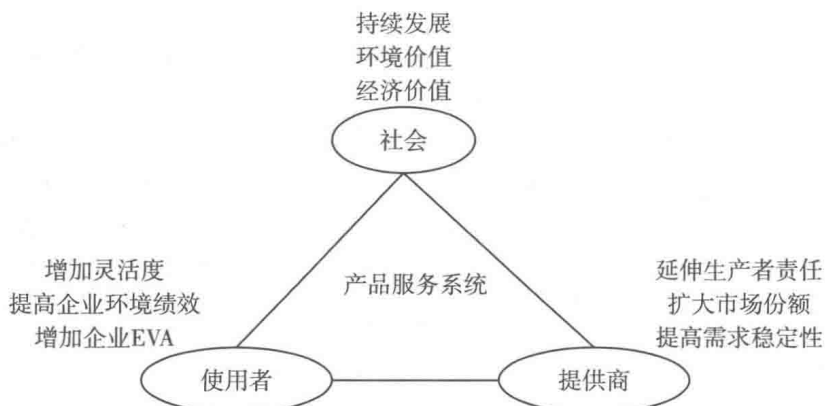 持续发展
环境价值
经济价值
社会
增加灵活度
提高企业环境绩效
增加企业EVA
产品服务系统
延伸生产者责任
扩大市场份额
提高需求稳定性
使用者
提供商